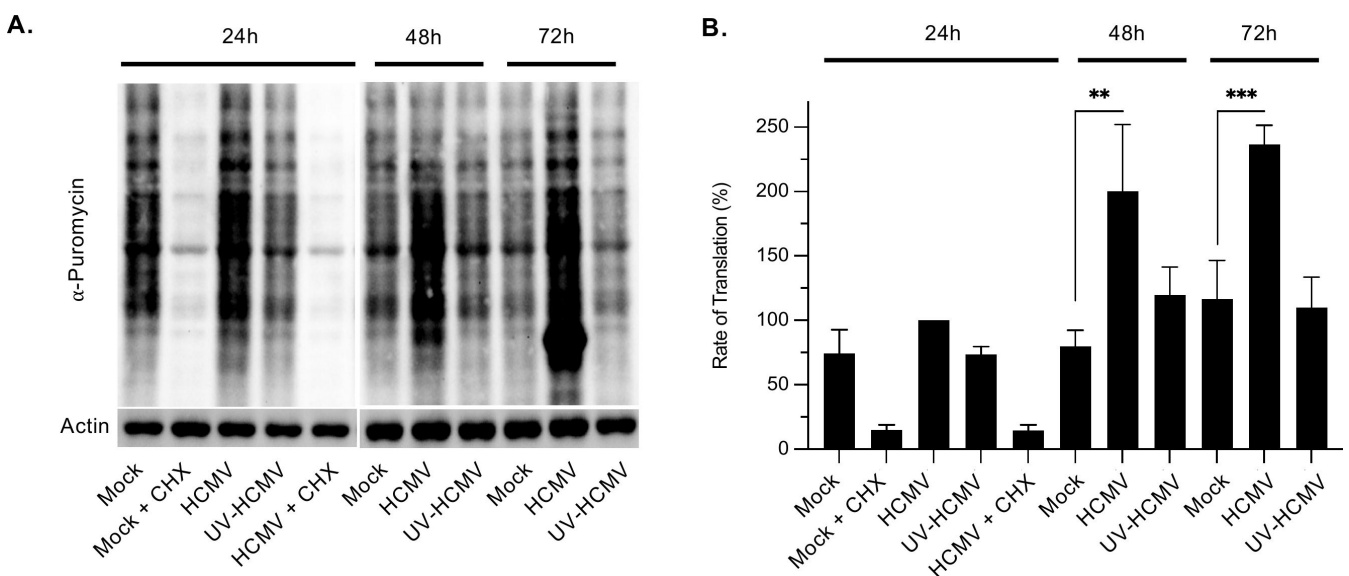 A.
24h
48h
72h
α-Puromycin
Actin
Mock
Mock + CHX
HCMV
UV-HCMV
HCMV + CHX
Mock
HCMV
UV-HCMV
Mock
HCMV
UV-HCMV
B.
24h
48h
72h
**
***
Rate of Translation (%)
250
200
150
100
50
0
Mock
Mock + CHX
HCMV
UV-HCMV
HCMV + CHX
Mock
HCMV
UV-HCMV
Mock
HCMV
UV-HCMV